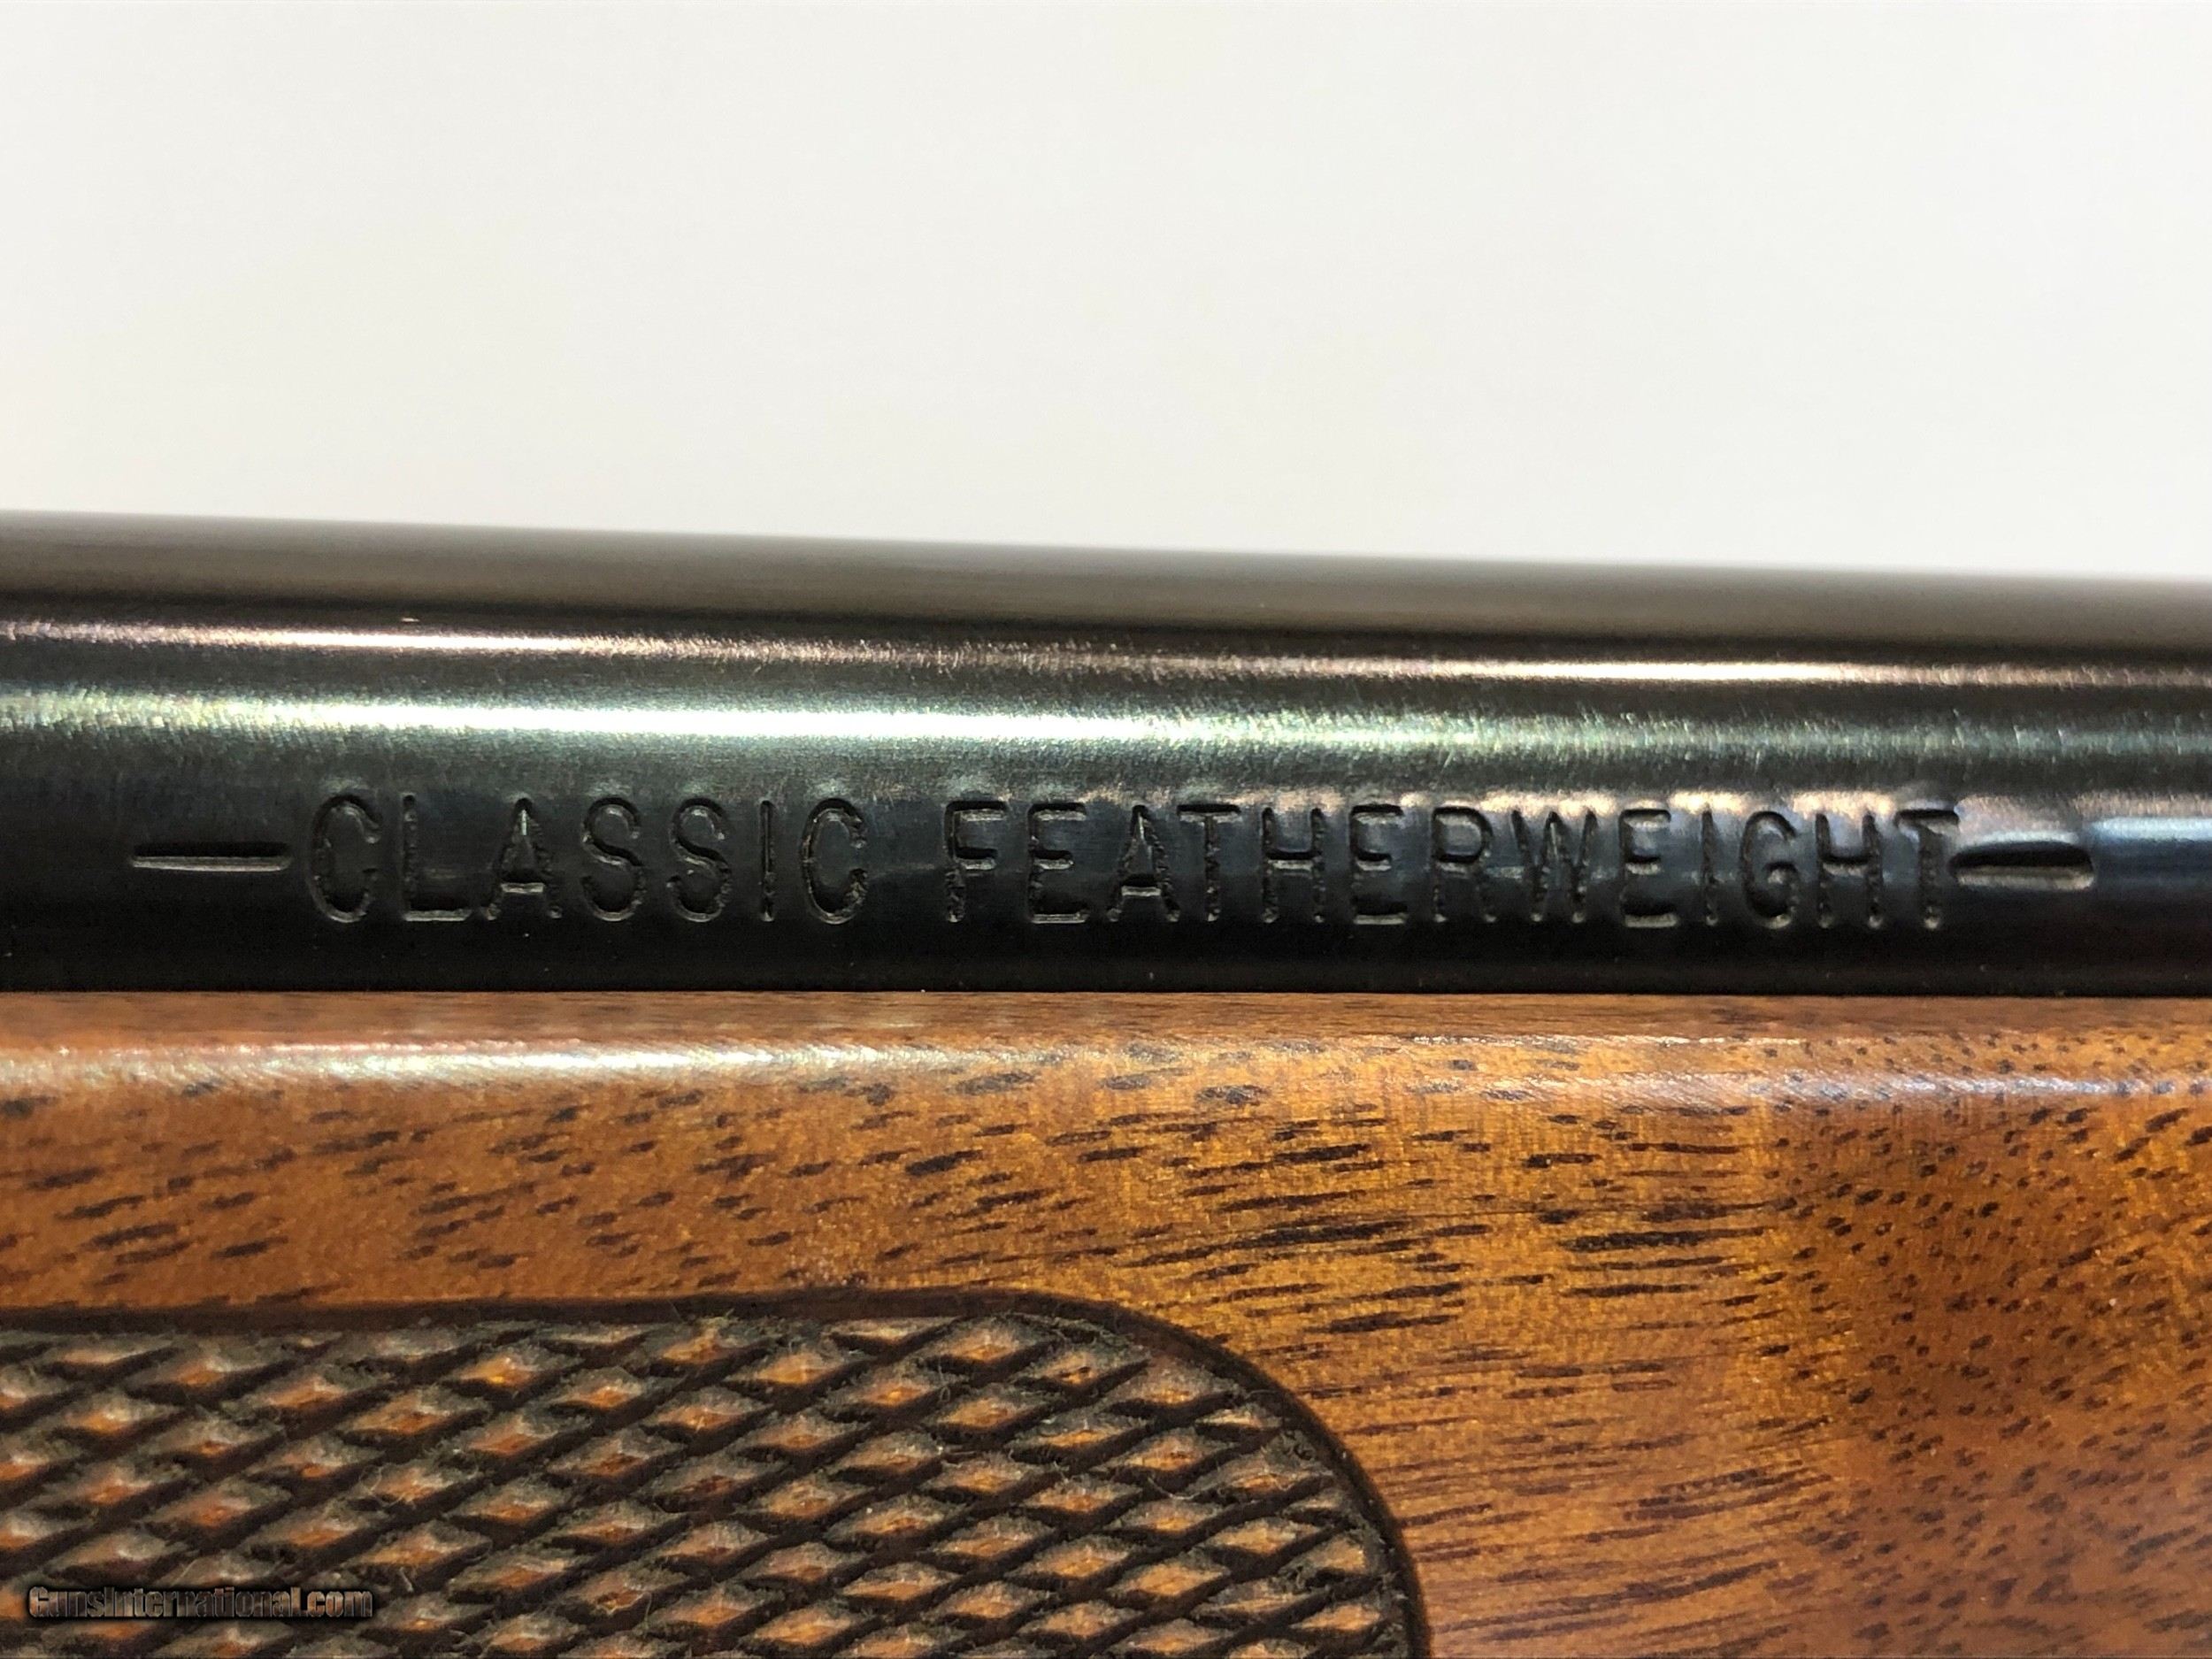 —CLASSIC FEATHERWEIGHT—
GunsInternational.com